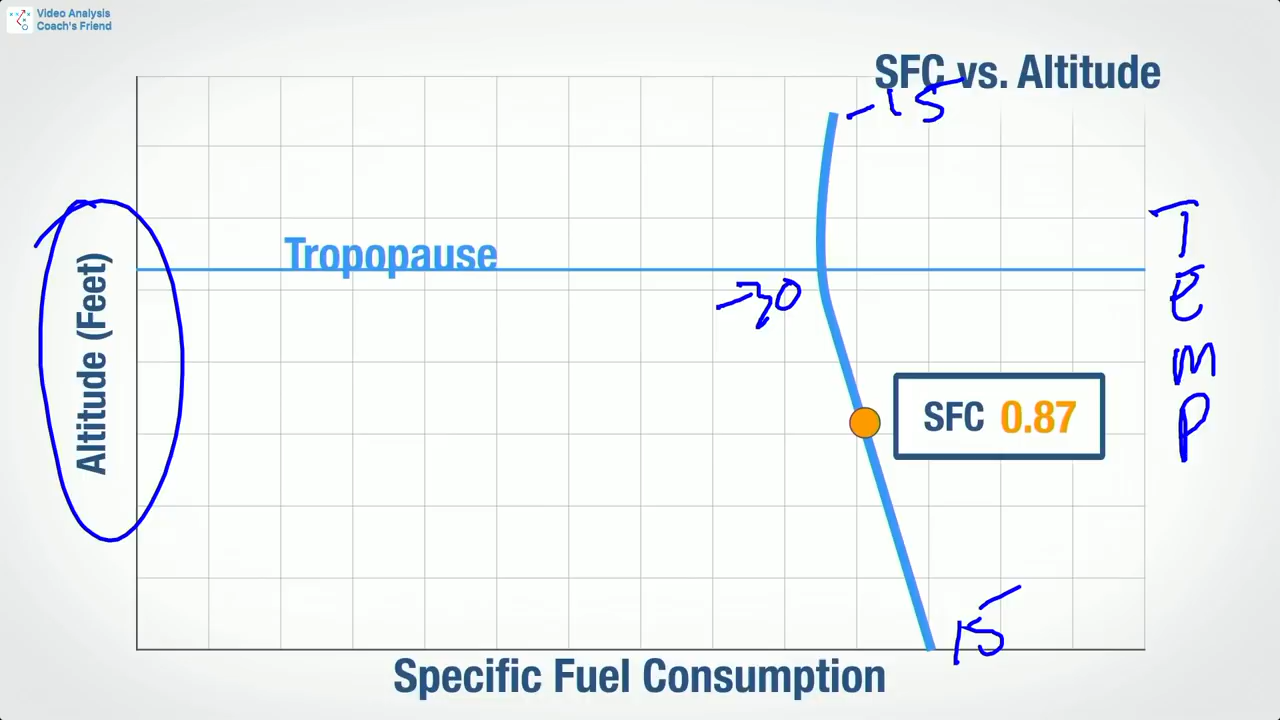 Video Analysis
Coach's Friend
SFC vs. Altitude
-15
Tropopause
-30
Altitude (Feet)
TEMP
SFC 0.87
15
Specific Fuel Consumption